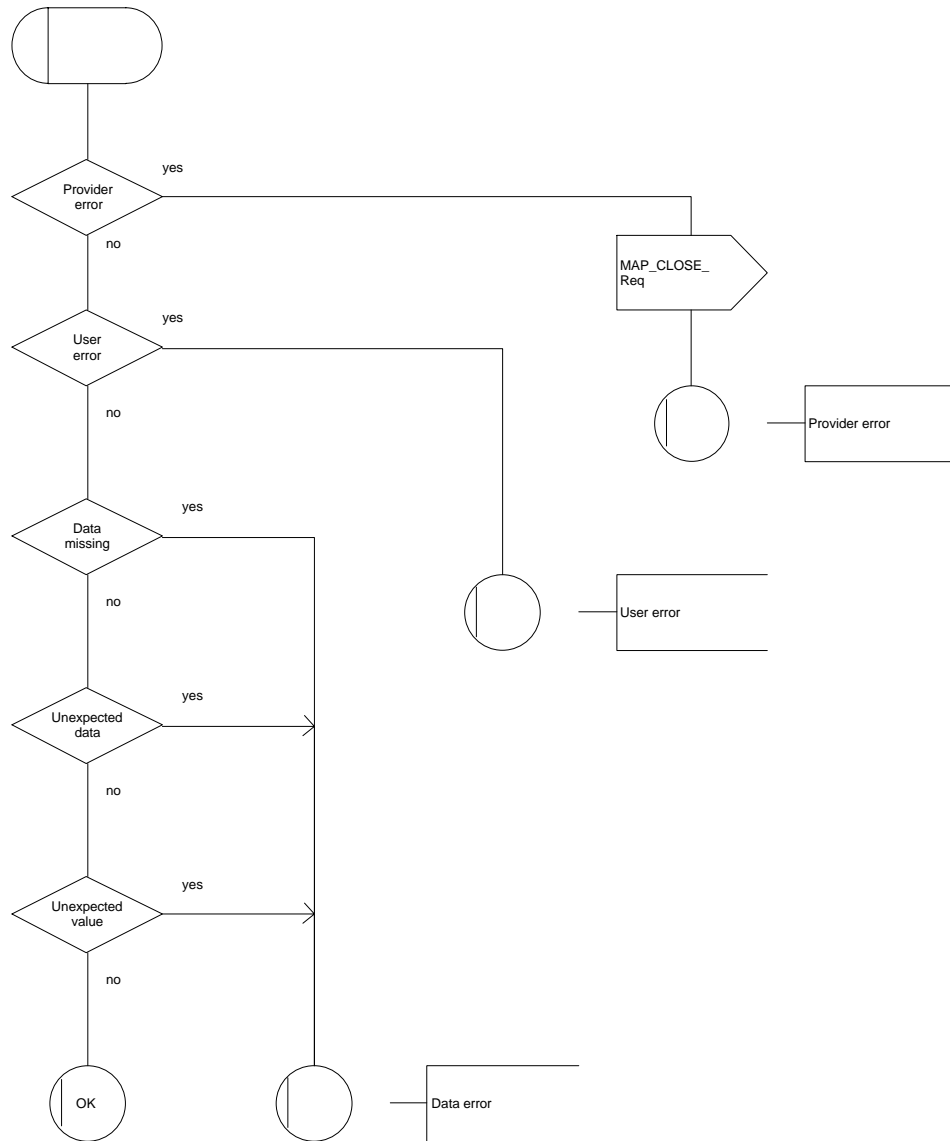 yes
Provider
error
no
MAP_CLOSE_
Req
yes
User
error
no
Provider error
yes
Data
missing
no
User error
yes
Unexpected
data
no
yes
Unexpected
value
no
OK
Data error